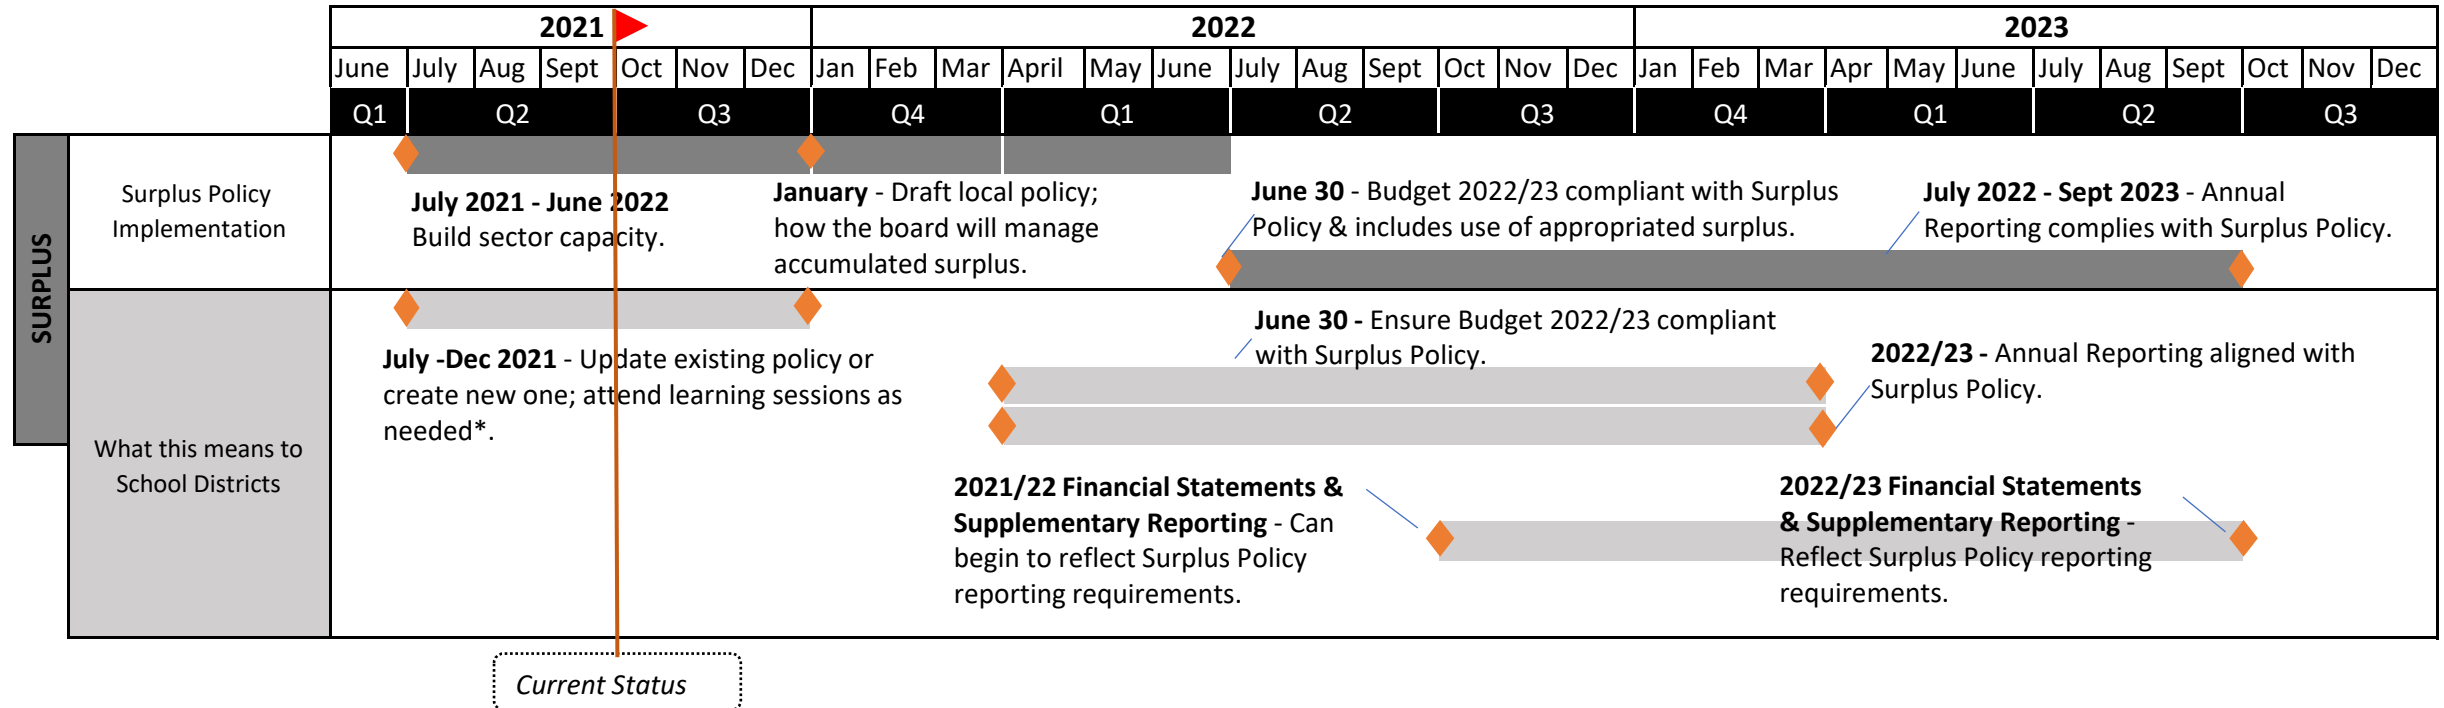 2021 2022 2023
June July Aug Sept Oct Nov Dec Jan Feb Mar April May June July Aug Sept Oct Nov Dec Jan Feb Mar Apr May June July Aug Sept Oct Nov Dec
Q1 Q2 Q3 Q4 Q1 Q2 Q3 Q4 Q1 Q2 Q3
SURPLUS
Surplus Policy
Implementation
July 2021 - June 2022
Build sector capacity.
January - Draft local policy;
how the board will manage
accumulated surplus.
June 30 - Budget 2022/23 compliant with Surplus
Policy & includes use of appropriated surplus.
July 2022 - Sept 2023 - Annual
Reporting complies with Surplus Policy.
What this means to
School Districts
July -Dec 2021 - Update existing policy or
create new one; attend learning sessions as
needed*.
June 30 - Ensure Budget 2022/23 compliant
with Surplus Policy.
2022/23 - Annual Reporting aligned with
Surplus Policy.
2021/22 Financial Statements &
Supplementary Reporting - Can
begin to reflect Surplus Policy
reporting requirements.
2022/23 Financial Statements
& Supplementary Reporting -
Reflect Surplus Policy reporting
requirements.
Current Status